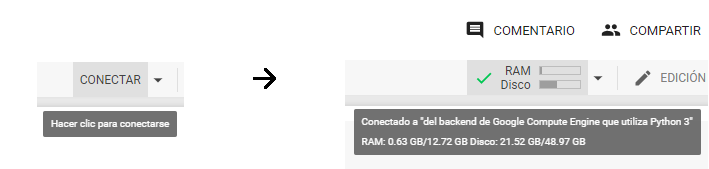 COMENTARIO
COMPARTIR
CONECTAR
Hacer clic para conectarse
RAM
Disco
EDICIÓN
Conectado a "del backend de Google Compute Engine que utiliza Python 3"
RAM: 0.63 GB/12.72 GB Disco: 21.52 GB/48.97 GB